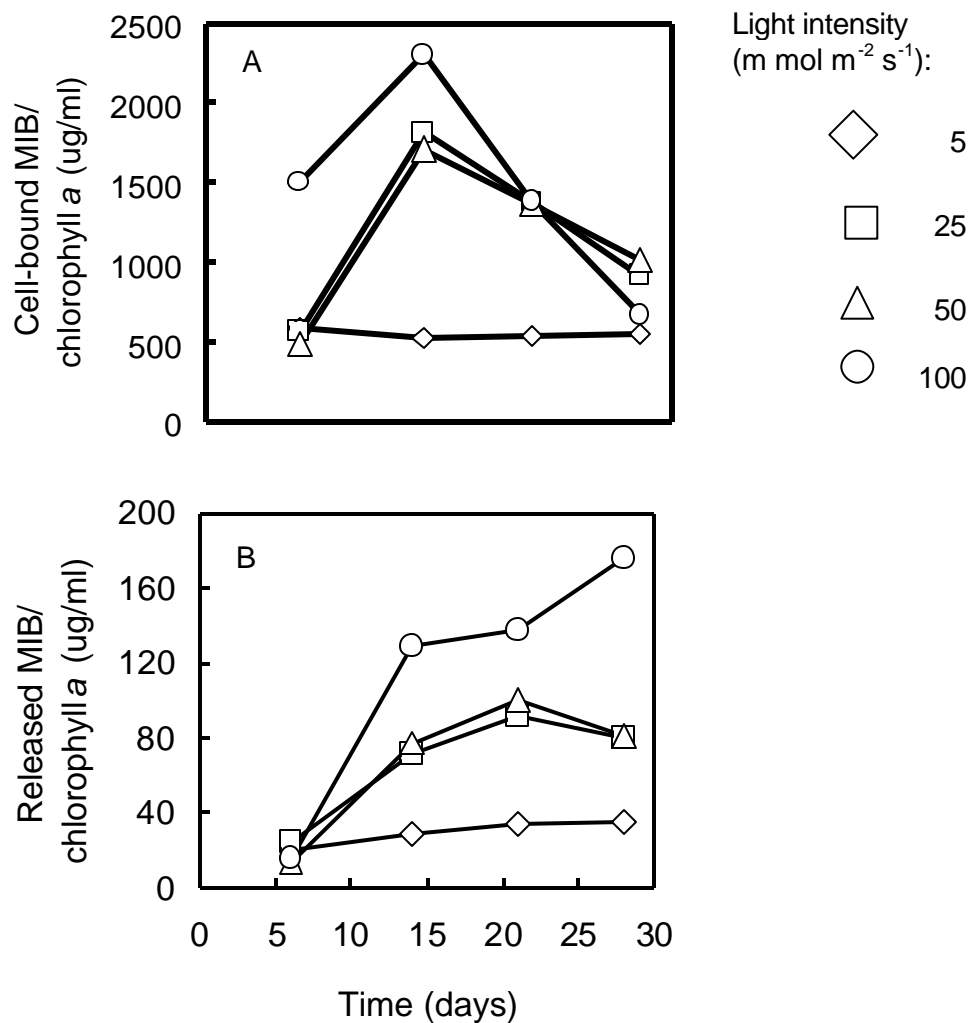 Light intensity
(m mol m-2 s-1):
5
25
50
100
A
Cell-bound MIB/
chlorophyll a (ug/ml)
2500
2000
1500
1000
500
0
B
Released MIB/
chlorophyll a (ug/ml)
200
160
120
80
40
0
0 5 10 15 20 25 30
Time (days)